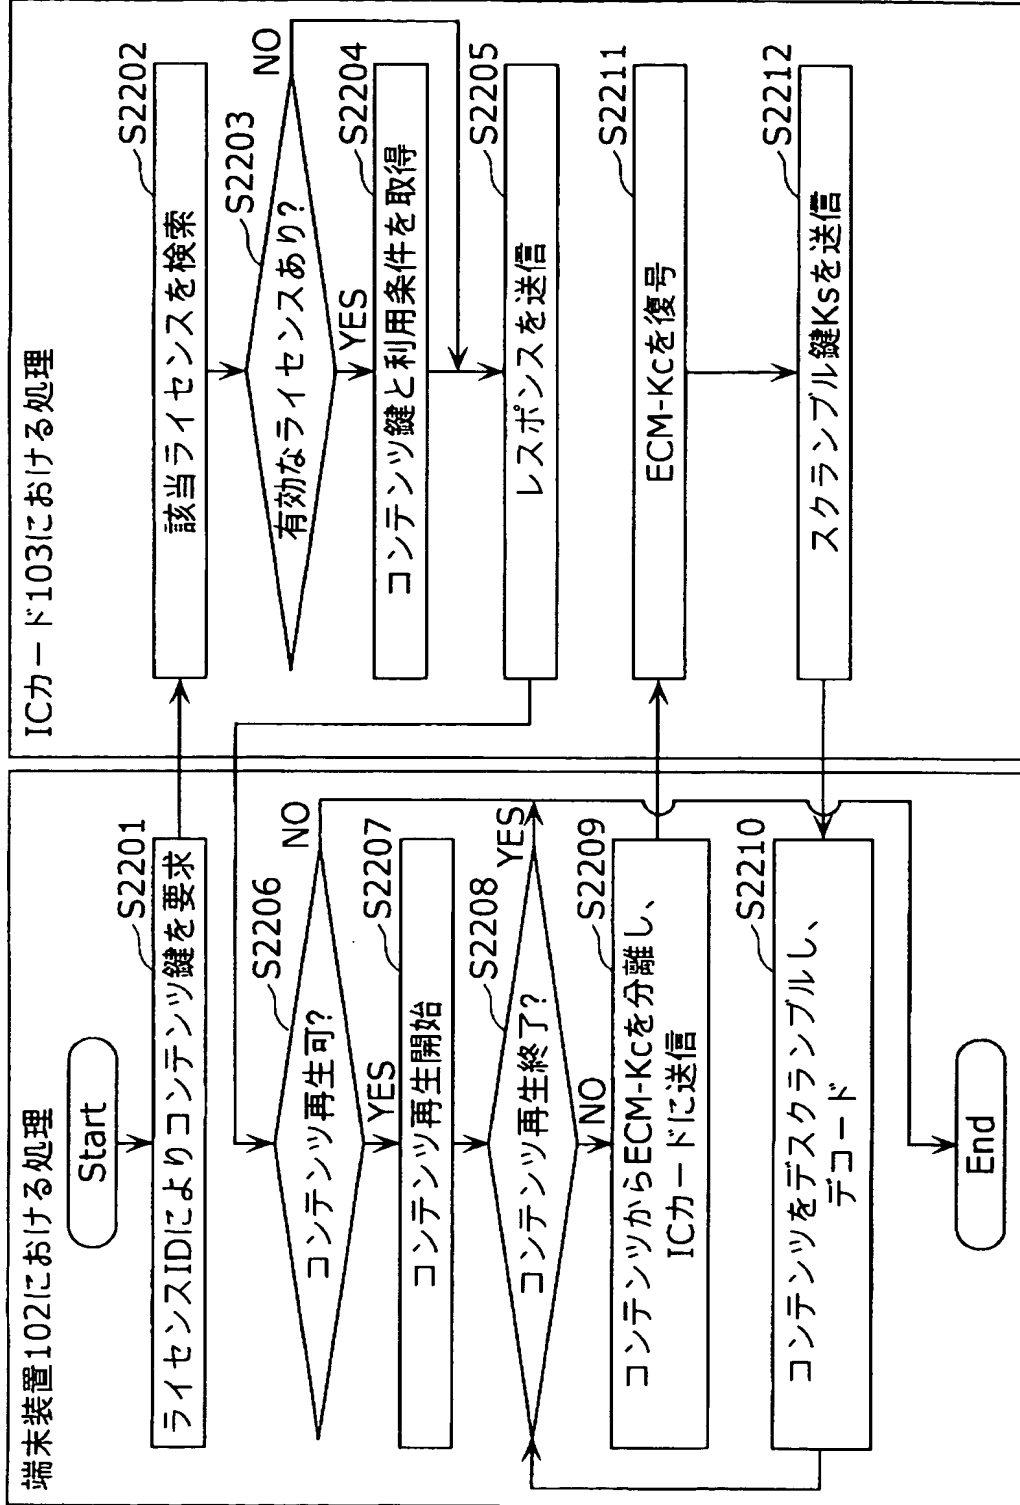 端末装置102における処理
Start
S2201
ライセンスIDによりコンテンツ鍵を要求
S2206
コンテンツ再生可?
NO
YES
S2207
コンテンツ再生開始
S2208
コンテンツ再生終了?
YES
NO
S2209
コンテンツからECM-Kcを分離し、
ICカードに送信
S2210
コンテンツをデスクランブルし、
デコード
End
ICカード103における処理
S2202
該当ライセンスを検索
S2203
有効なライセンスあり?
NO
YES
S2204
コンテンツ鍵と利用条件を取得
S2205
レスポンスを送信
S2211
ECM-Kcを復号
S2212
スクランブル鍵Ksを送信